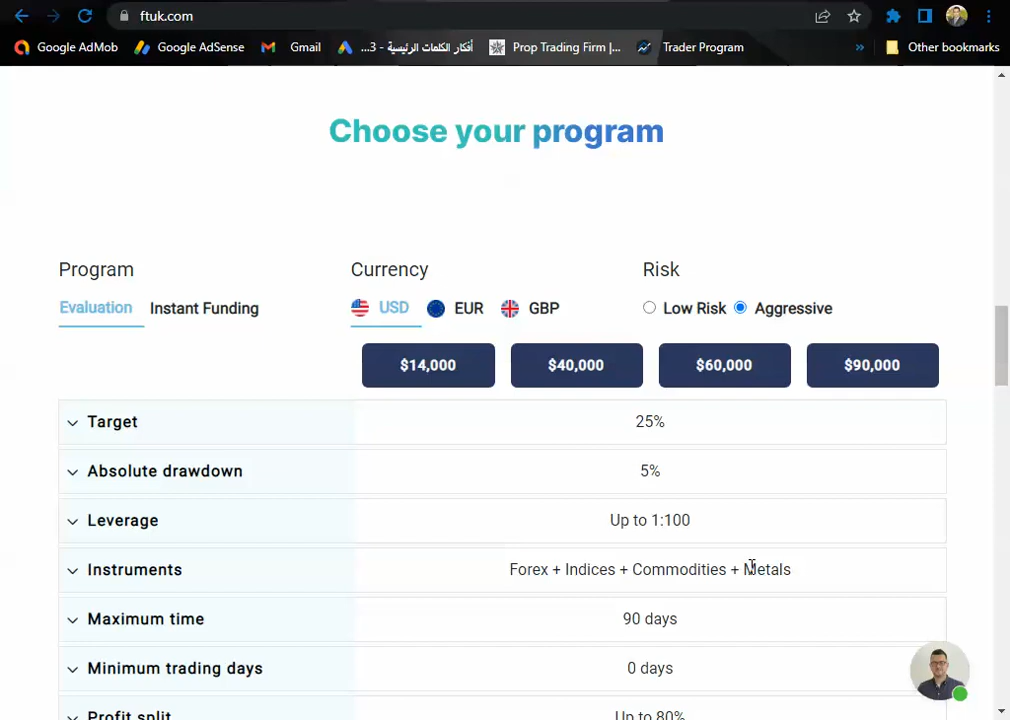 ftuk.com
Google AdMob Google AdSense Gmail أفكار الكلمات الرئيسية - 3... Prop Trading Firm |... Trader Program » Other bookmarks
Choose your program
Program Currency Risk
Evaluation Instant Funding USD EUR GBP Low Risk Aggressive
$14,000 $40,000 $60,000 $90,000
Target 25%
Absolute drawdown 5%
Leverage Up to 1:100
Instruments Forex + Indices + Commodities + Metals
Maximum time 90 days
Minimum trading days 0 days
Profit split Up to 80%